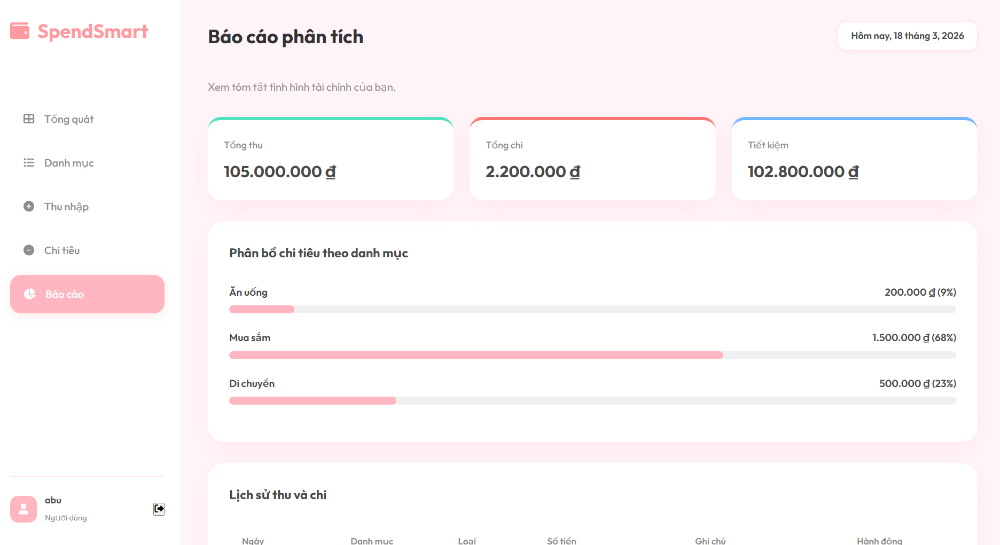 SpendSmart
Tổng quát
Danh mục
Thu nhập
Chi tiêu
Báo cáo
abu
Người dùng
Báo cáo phân tích
Hôm nay, 18 tháng 3, 2026
Xem tóm tắt tình hình tài chính của bạn.
Tổng thu
105.000.000 ₫
Tổng chi
2.200.000 ₫
Tiết kiệm
102.800.000 ₫
Phân bổ chi tiêu theo danh mục
Ăn uống 200.000 ₫ (9%)
Mua sắm 1.500.000 ₫ (68%)
Di chuyển 500.000 ₫ (23%)
Lịch sử thu và chi
Ngày Danh mục Loại Số tiền Ghi chú Hành động